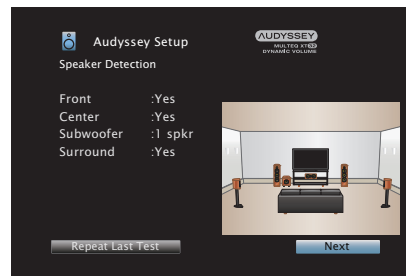 Audyssey Setup
AUDYSSEY
MULTEQ XT32
DYNAMIC VOLUME
Speaker Detection
Front :Yes
Center :Yes
Subwoofer :1 spkr
Surround :Yes
Repeat Last Test
Next